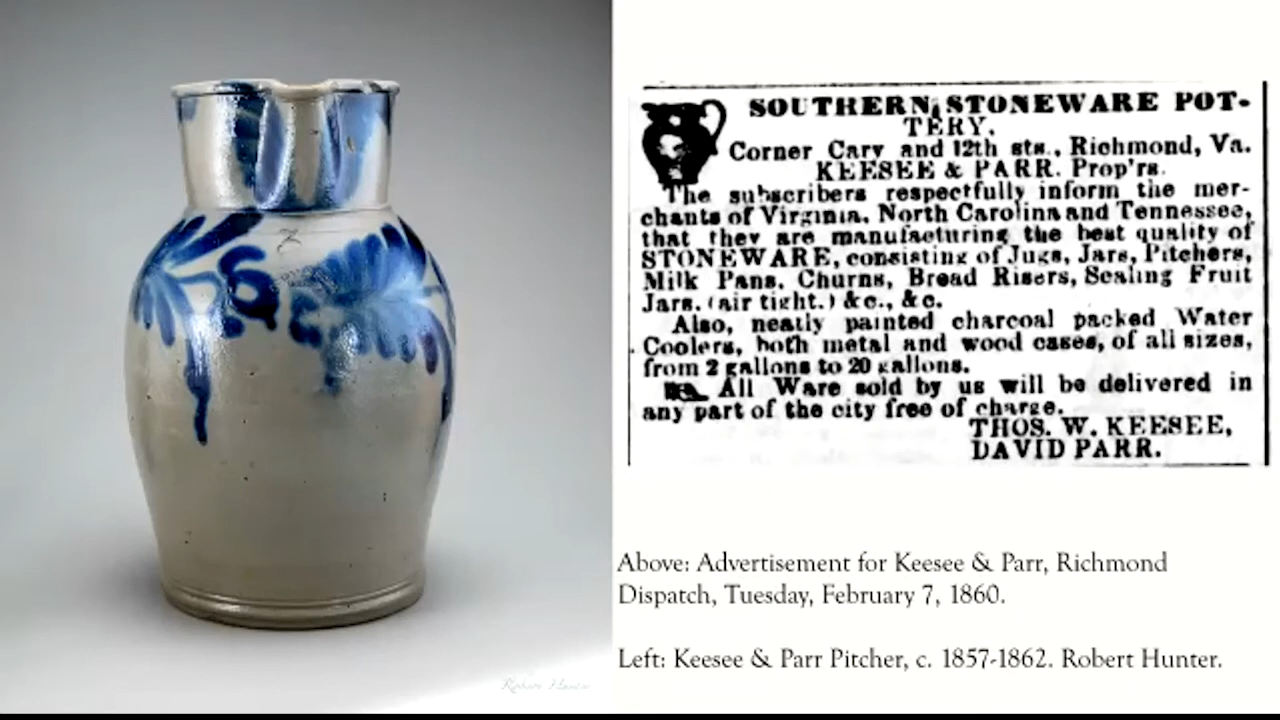 SOUTHERN STONEWARE POT-
TERY.
Corner Cary and 12th sts., Richmond, Va.
KEESEE & PARR. Prop'rs.
The subscribers respectfully inform the mer-
chants of Virginia, North Carolina and Tennessee,
that they are manufacturing the best quality of
STONEWARE, consisting of Jugs, Jars, Pitchers,
Milk Pans, Churns, Bread Risers, Sealing Fruit
Jars, (air tight.) &c., &c.
Also, neatly painted charcoal packed Water
Coolers, both metal and wood cases, of all sizes,
from 2 gallons to 20 gallons.
All Ware sold by us will be delivered in
any part of the city free of charge.
THOS. W. KEESEE,
DAVID PARR.
Above: Advertisement for Keesee & Parr, Richmond
Dispatch, Tuesday, February 7, 1860.
Left: Keesee & Parr Pitcher, c. 1857-1862. Robert Hunter.
2
Robert Hunter